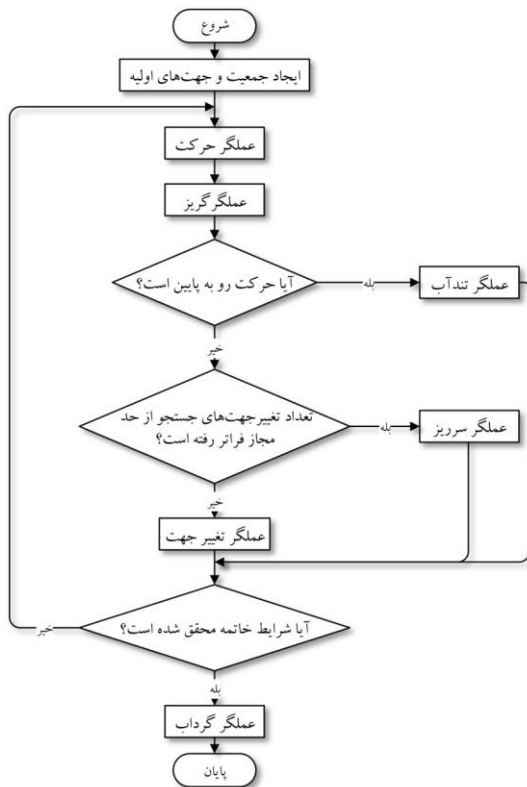 شروع
ایجاد جمعیت و جهت‌های اولیه
عملگر حرکت
عملگر گریز
آیا حرکت رو به پایین است؟
بله
عملگر تندآب
خیر
تعداد تغییرجهت‌های جستجو از حد
مجاز فراتر رفته است؟
بله
عملگر سرریز
خیر
عملگر تغییر جهت
آیا شرایط خاتمه محقق شده است؟
خیر
بله
عملگر گرداب
پایان